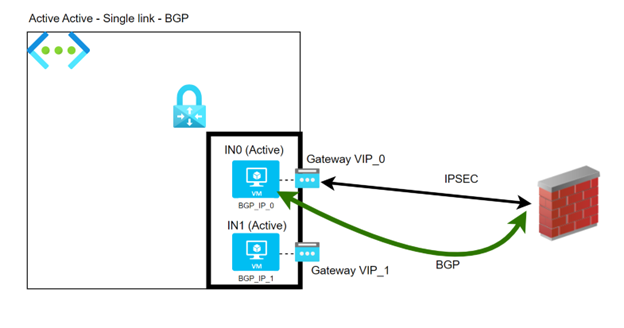 Active Active - Single link - BGP
IN0 (Active)
Gateway VIP_0
VM
BGP_IP_0
IPSEC
IN1 (Active)
VM
BGP_IP_1
Gateway VIP_1
BGP